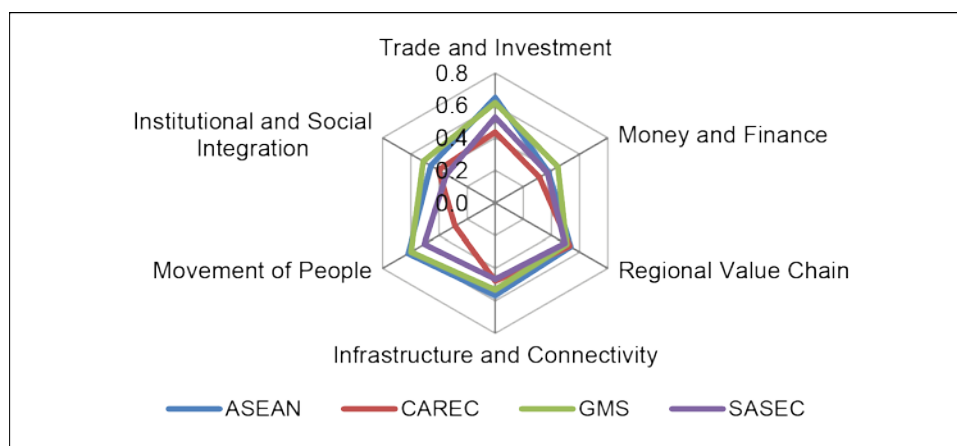 Trade and Investment
0.8
0.6
0.4
0.2
0.0
Institutional and Social
Integration
Money and Finance
Movement of People
Regional Value Chain
Infrastructure and Connectivity
ASEAN CAREC GMS SASEC